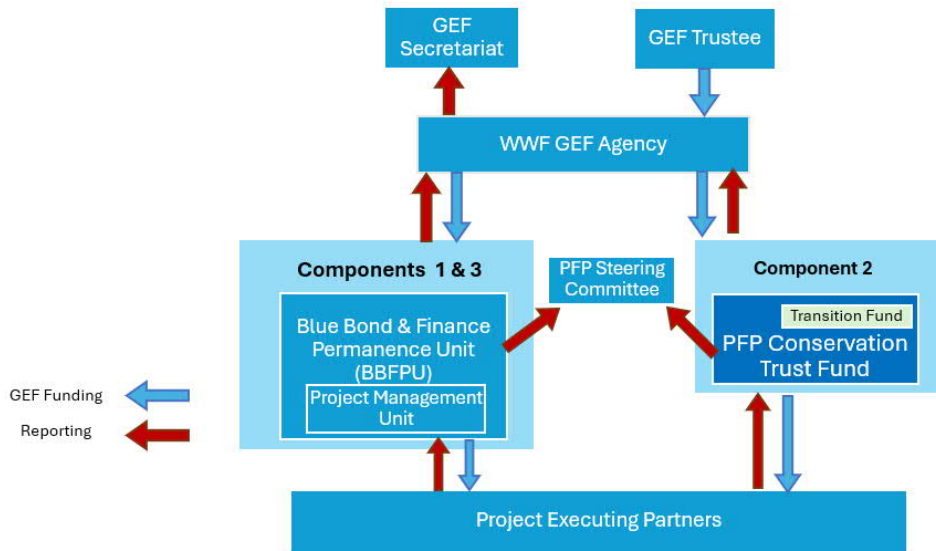 GEF
Secretariat
GEF Trustee
WWF GEF Agency
Components 1 & 3
PFP Steering
Committee
Component 2
Blue Bond & Finance
Permanence Unit
(BBFPU)
Project Management
Unit
Transition Fund
PFP Conservation
Trust Fund
GEF Funding
Reporting
Project Executing Partners